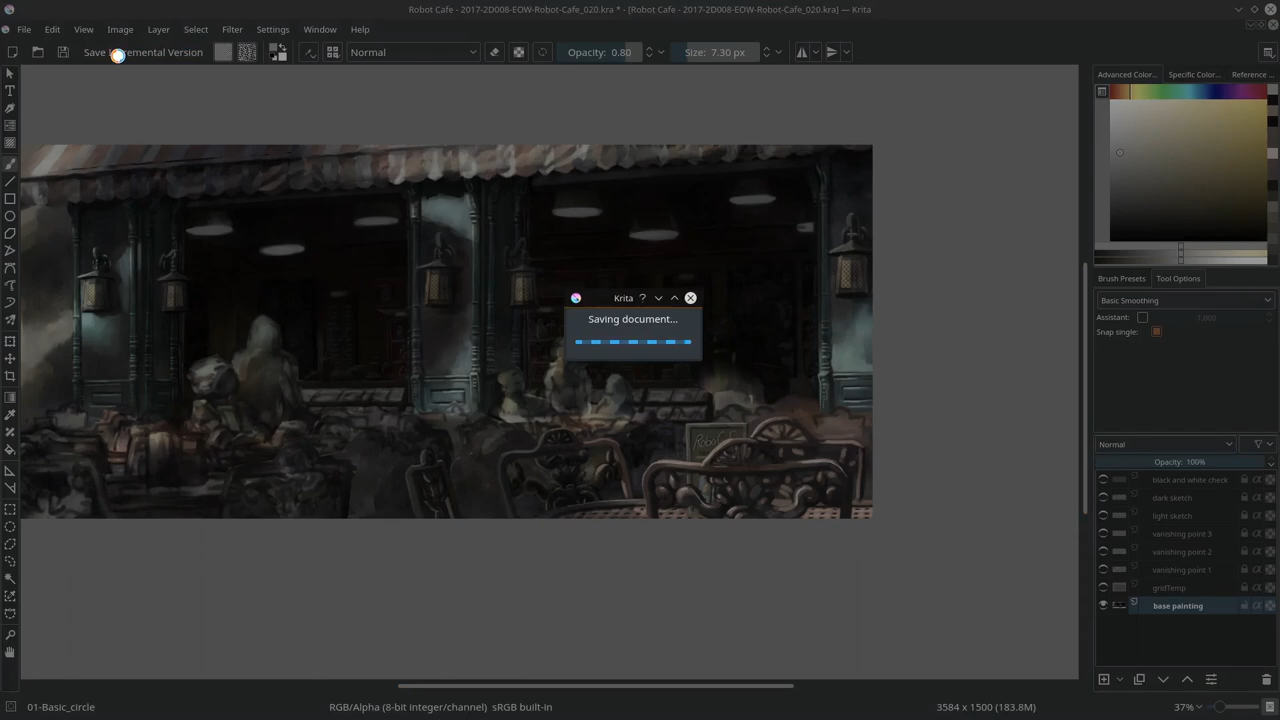 Robot Cafe - 2017-2D008-EOW-Robot-Cafe_020.kra * - [Robot Cafe - 2017-2D008-EOW-Robot-Cafe_020.kra] — Krita
File Edit View Image Layer Select Filter Settings Window Help
Save Incremental Version Normal Opacity: 0.80 Size: 7.30 px
Advanced Color... Specific Color... Reference ...
Krita ?
Saving document...
Brush Presets Tool Options
Basic Smoothing
Assistant: 1,000
Snap single:
Normal
Opacity: 100%
black and white check
dark sketch
light sketch
vanishing point 3
vanishing point 2
vanishing point 1
gridTemp
base painting
01-Basic_circle RGB/Alpha (8-bit integer/channel) sRGB built-in 3584 x 1500 (183.8M) 37%